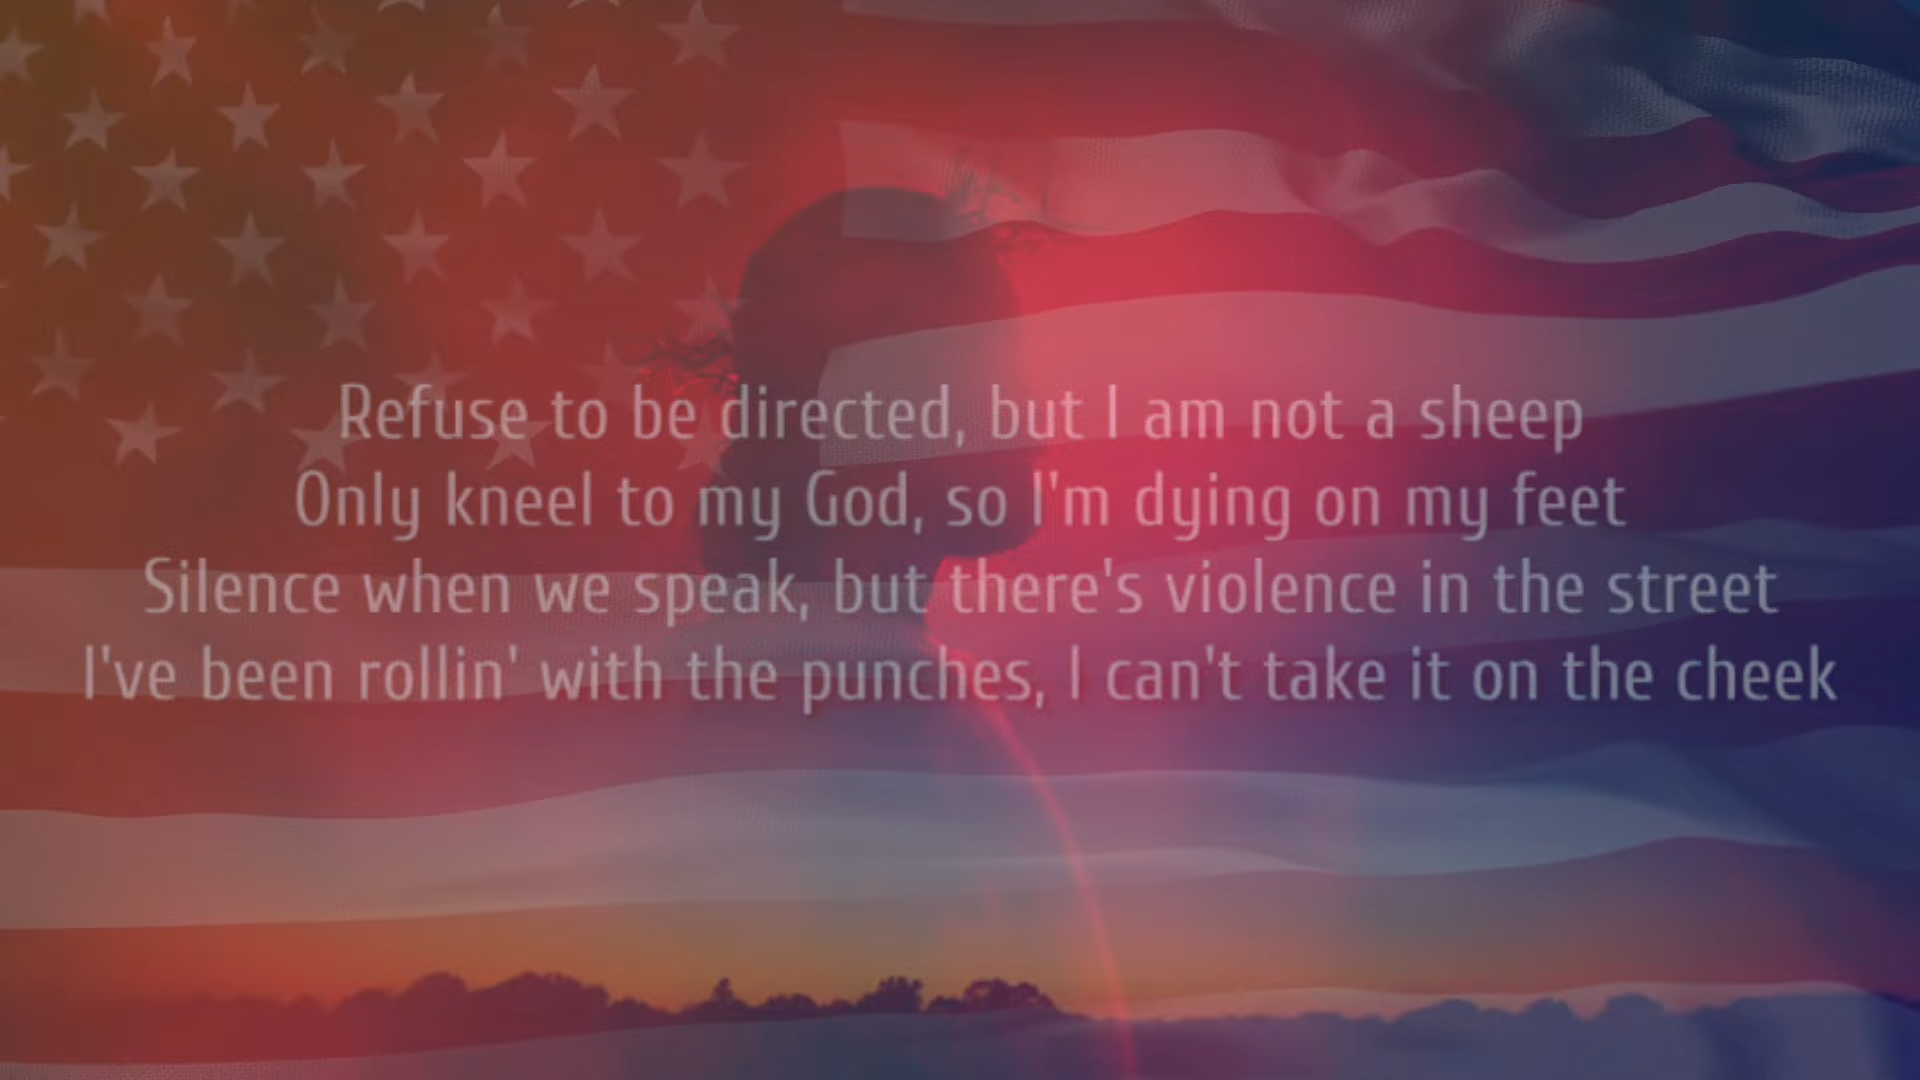 Refuse to be directed, but I am not a sheep
Only kneel to my God, so I'm dying on my feet
Silence when we speak, but there's violence in the street
I've been rollin' with the punches, I can't take it on the cheek